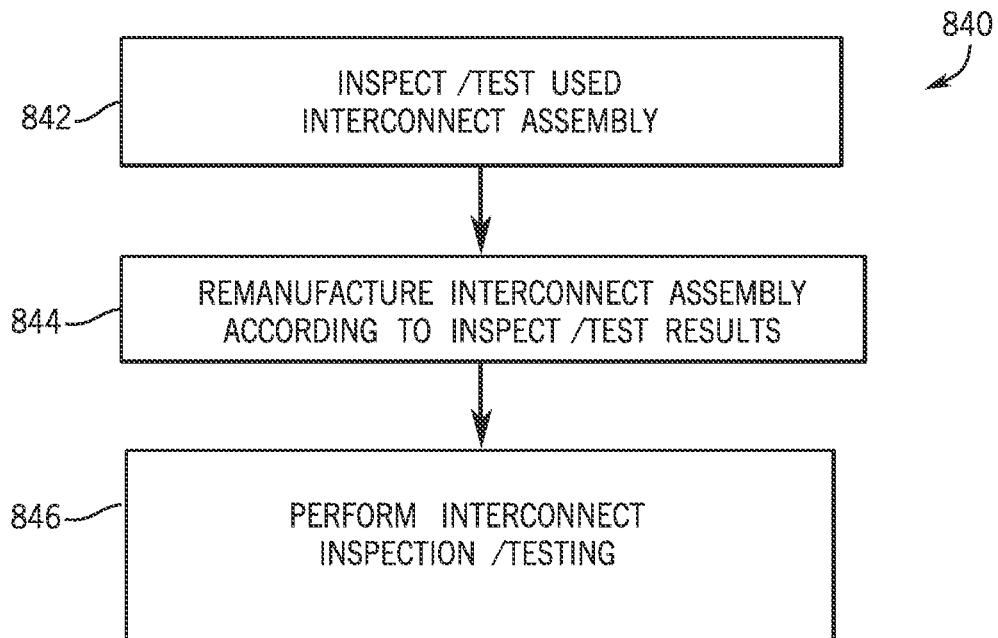 840
842
INSPECT /TEST USED
INTERCONNECT ASSEMBLY
844
REMANUFACTURE INTERCONNECT ASSEMBLY
ACCORDING TO INSPECT /TEST RESULTS
846
PERFORM INTERCONNECT
INSPECTION /TESTING